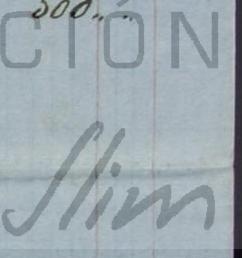 500,, ,,
CIÓN
Slim